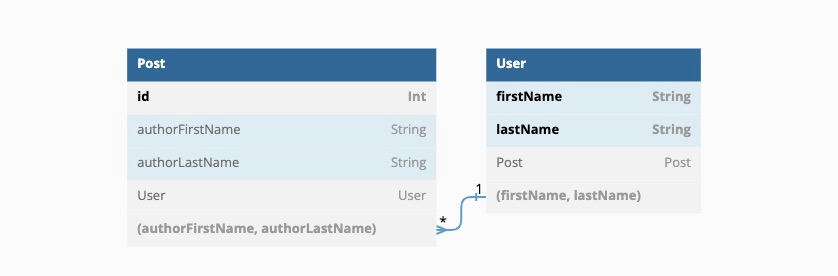 Post
id Int
authorFirstName String
authorLastName String
User User
(authorFirstName, authorLastName)
*
1
User
firstName String
lastName String
Post Post
(firstName, lastName)